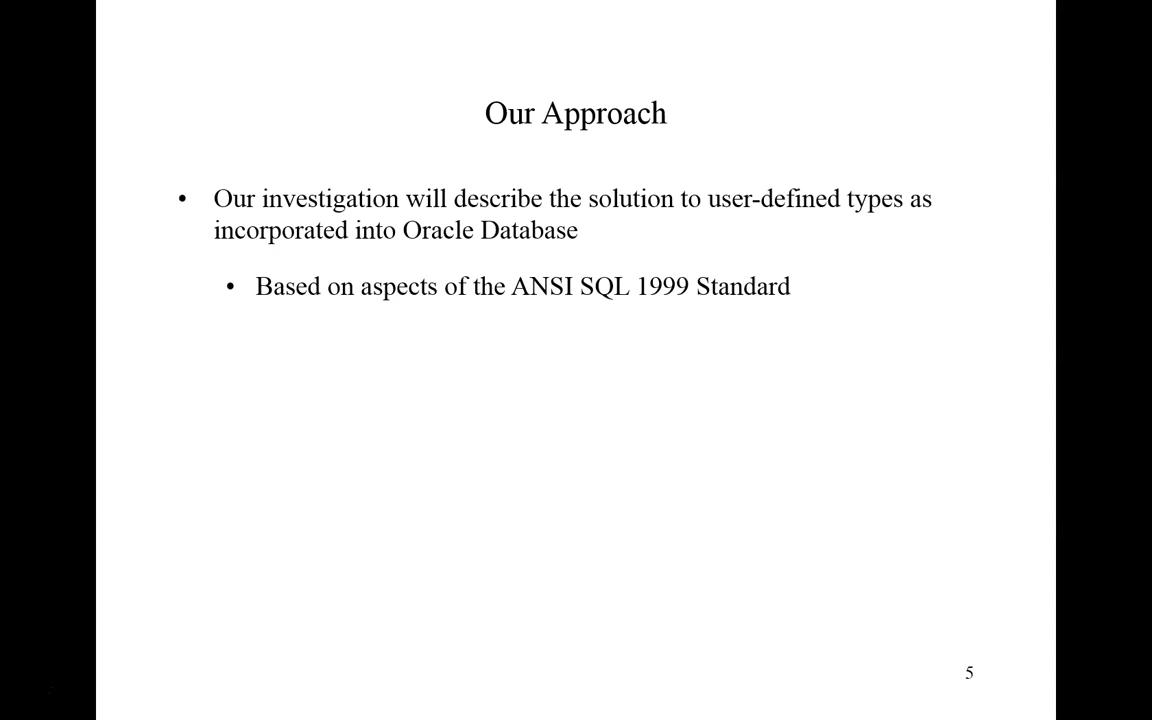 Our Approach
• Our investigation will describe the solution to user-defined types as
incorporated into Oracle Database
• Based on aspects of the ANSI SQL 1999 Standard
5